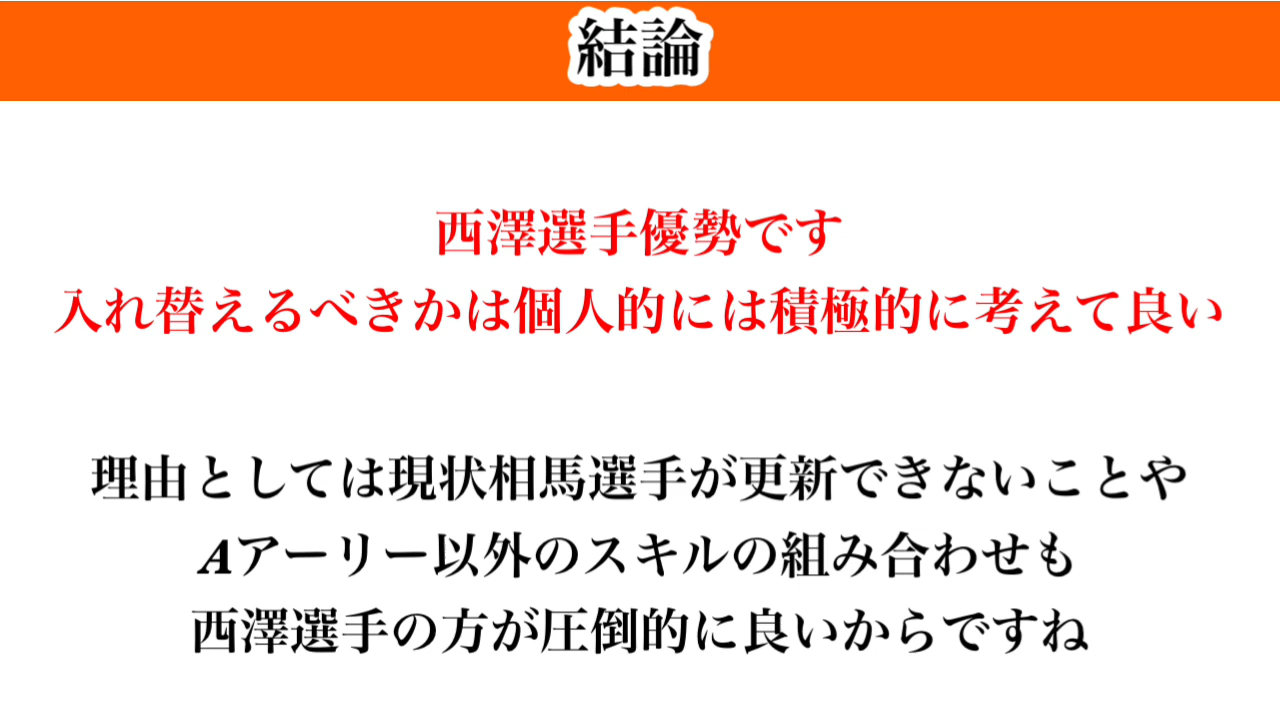 結論
西澤選手優勢です
入れ替えるべきかは個人的には積極的に考えて良い
理由としては現状相馬選手が更新できないことや
Aアーリー以外のスキルの組み合わせも
西澤選手の方が圧倒的に良いからですね